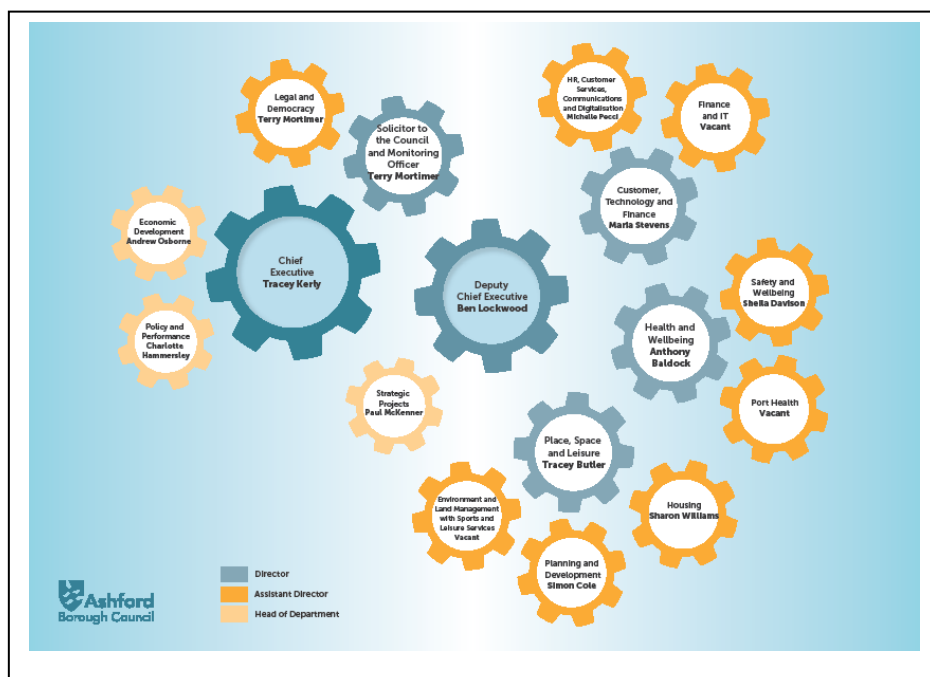 Legal and
Democracy
Terry Mortimer
Solicitor to
the Council
and Monitoring
Officer
Terry Mortimer
HR, Customer
Services,
Communications
and Digitalisation
Michelle Pecci
Finance
and IT
Vacant
Customer,
Technology and
Finance
Maria Stevens
Economic
Development
Andrew Osborne
Chief
Executive
Tracey Kerly
Deputy
Chief Executive
Ben Lockwood
Safety and
Wellbeing
Sheila Davison
Policy and
Performance
Charlotte
Hammersley
Health and
Wellbeing
Anthony
Baldock
Strategic
Projects
Paul McKenner
Port Health
Vacant
Place, Space
and Leisure
Tracey Butler
Environment and
Land Management
with Sports and
Leisure Services
Vacant
Housing
Sharon Williams
Planning and
Development
Simon Cole
Director
Assistant Director
Head of Department
Ashford
Borough Council